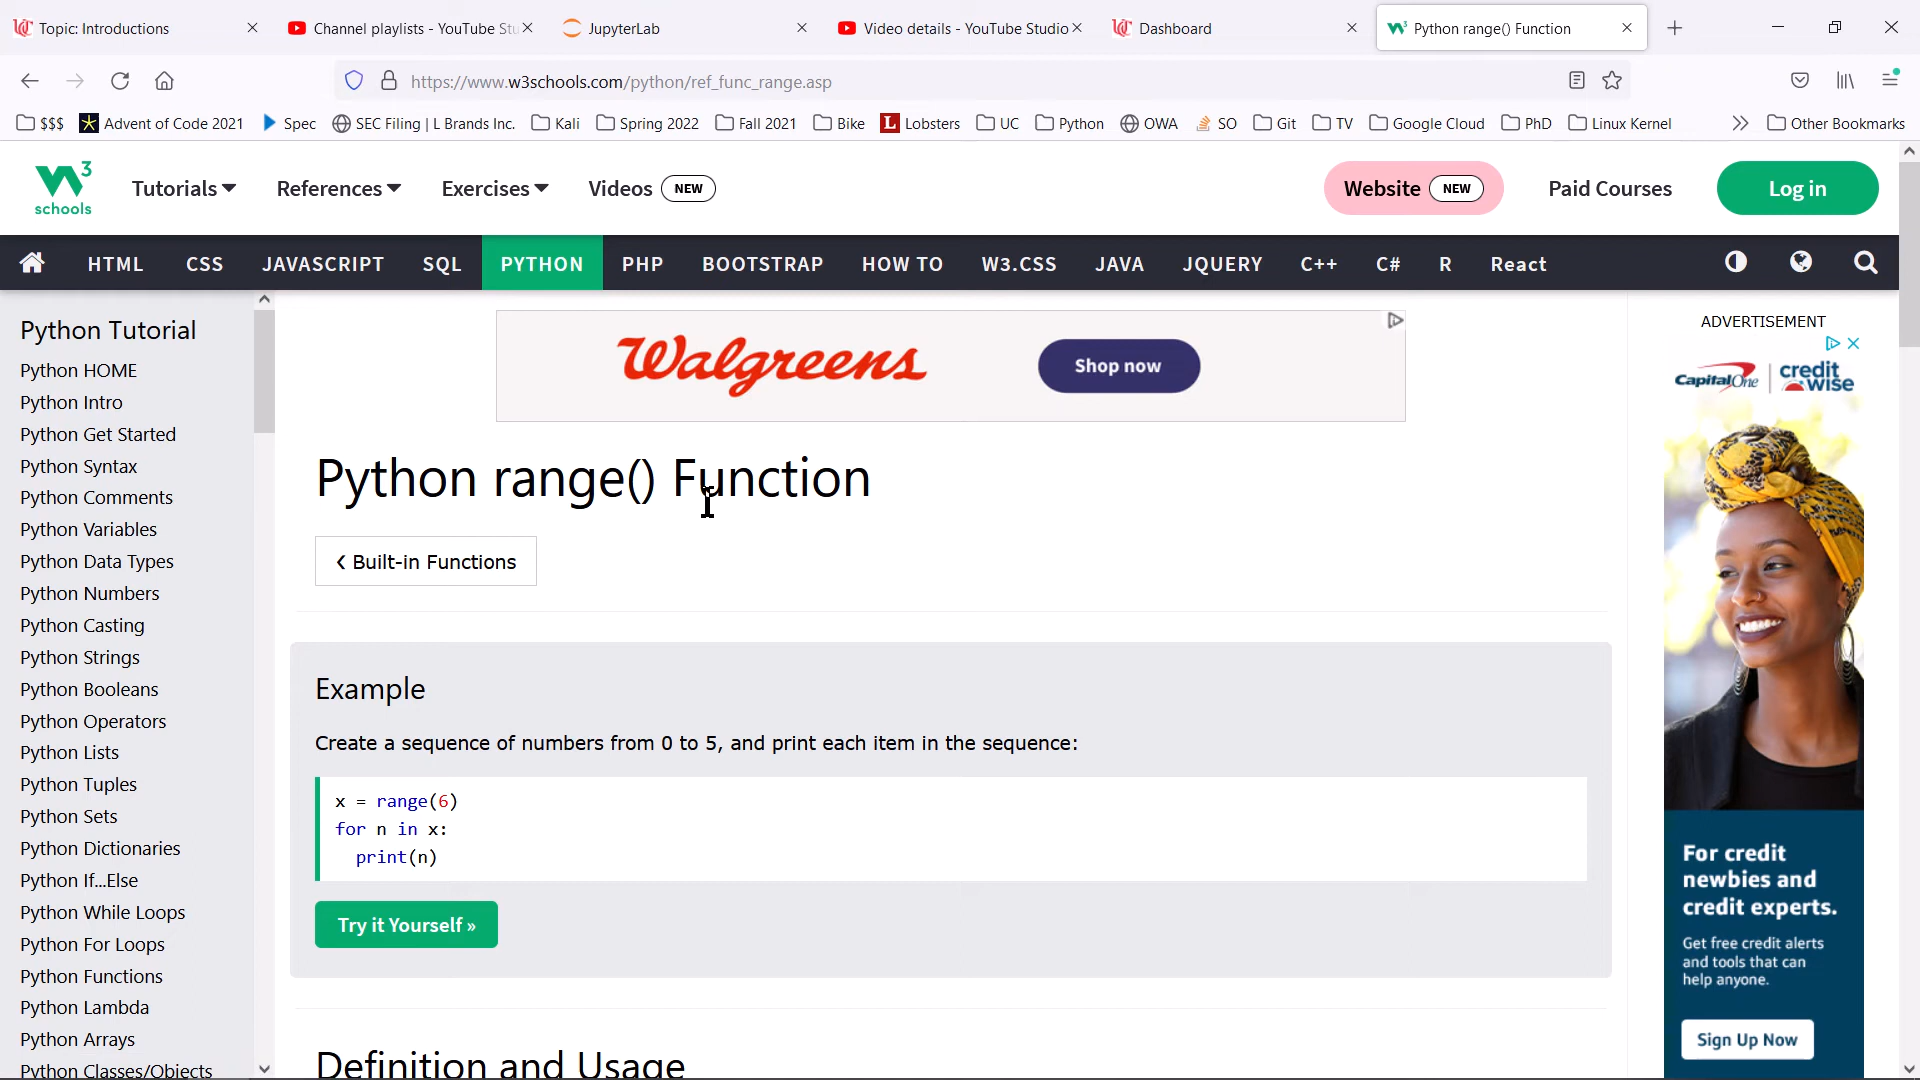 Topic: Introductions
Channel playlists - YouTube Stu
JupyterLab
Video details - YouTube Studio
Dashboard
Python range() Function
https://www.w3schools.com/python/ref_func_range.asp
$$$
Advent of Code 2021
Spec
SEC Filing | L Brands Inc.
Kali
Spring 2022
Fall 2021
Bike
L Lobsters
UC
Python
OWA
SO
Git
TV
Google Cloud
PhD
Linux Kernel
Other Bookmarks
W3
schools
Tutorials
References
Exercises
Videos NEW
Website NEW
Paid Courses
Log in
HTML
CSS
JAVASCRIPT
SQL
PYTHON
PHP
BOOTSTRAP
HOW TO
W3.CSS
JAVA
JQUERY
C++
C#
R
React
Python Tutorial
Python HOME
Python Intro
Python Get Started
Python Syntax
Python Comments
Python Variables
Python Data Types
Python Numbers
Python Casting
Python Strings
Python Booleans
Python Operators
Python Lists
Python Tuples
Python Sets
Python Dictionaries
Python If...Else
Python While Loops
Python For Loops
Python Functions
Python Lambda
Python Arrays
Python Classes/Objects
Walgreens
Shop now
Python range() Function
❮ Built-in Functions
Example
Create a sequence of numbers from 0 to 5, and print each item in the sequence:
x = range(6)
for n in x:
  print(n)
Try it Yourself »
Definition and Usage
ADVERTISEMENT
Capital One | credit wise
For credit
newbies and
credit experts.
Get free credit alerts
and tools that can
help anyone.
Sign Up Now